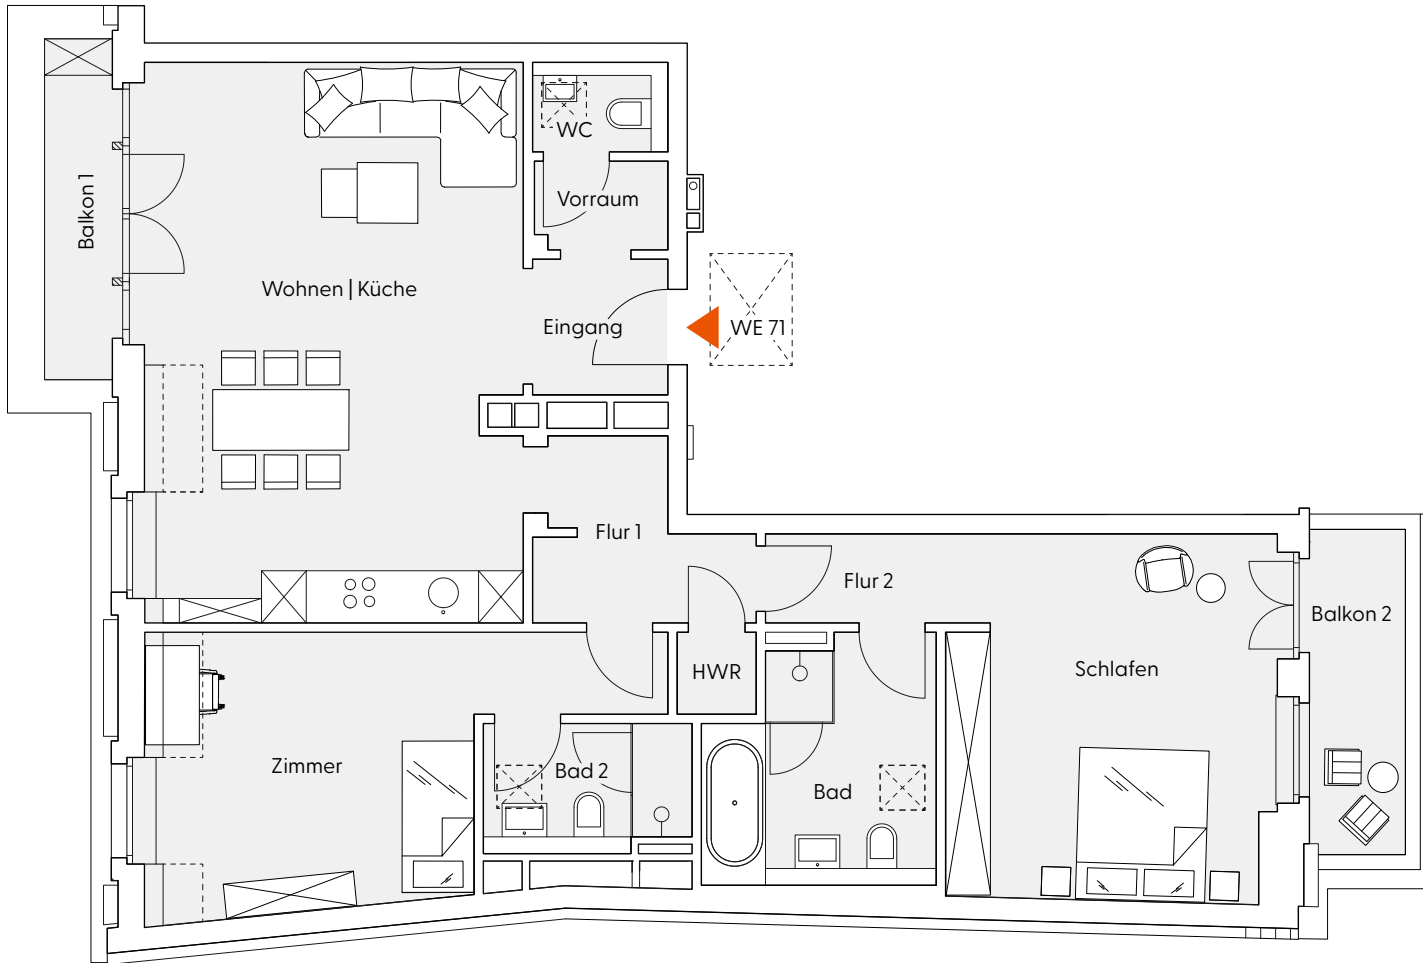 WC
Vorraum
Balkon 1
Wohnen | Küche
Eingang
WE 71
Flur 1
Flur 2
Balkon 2
HWR
Schlafen
Zimmer
Bad 2
Bad